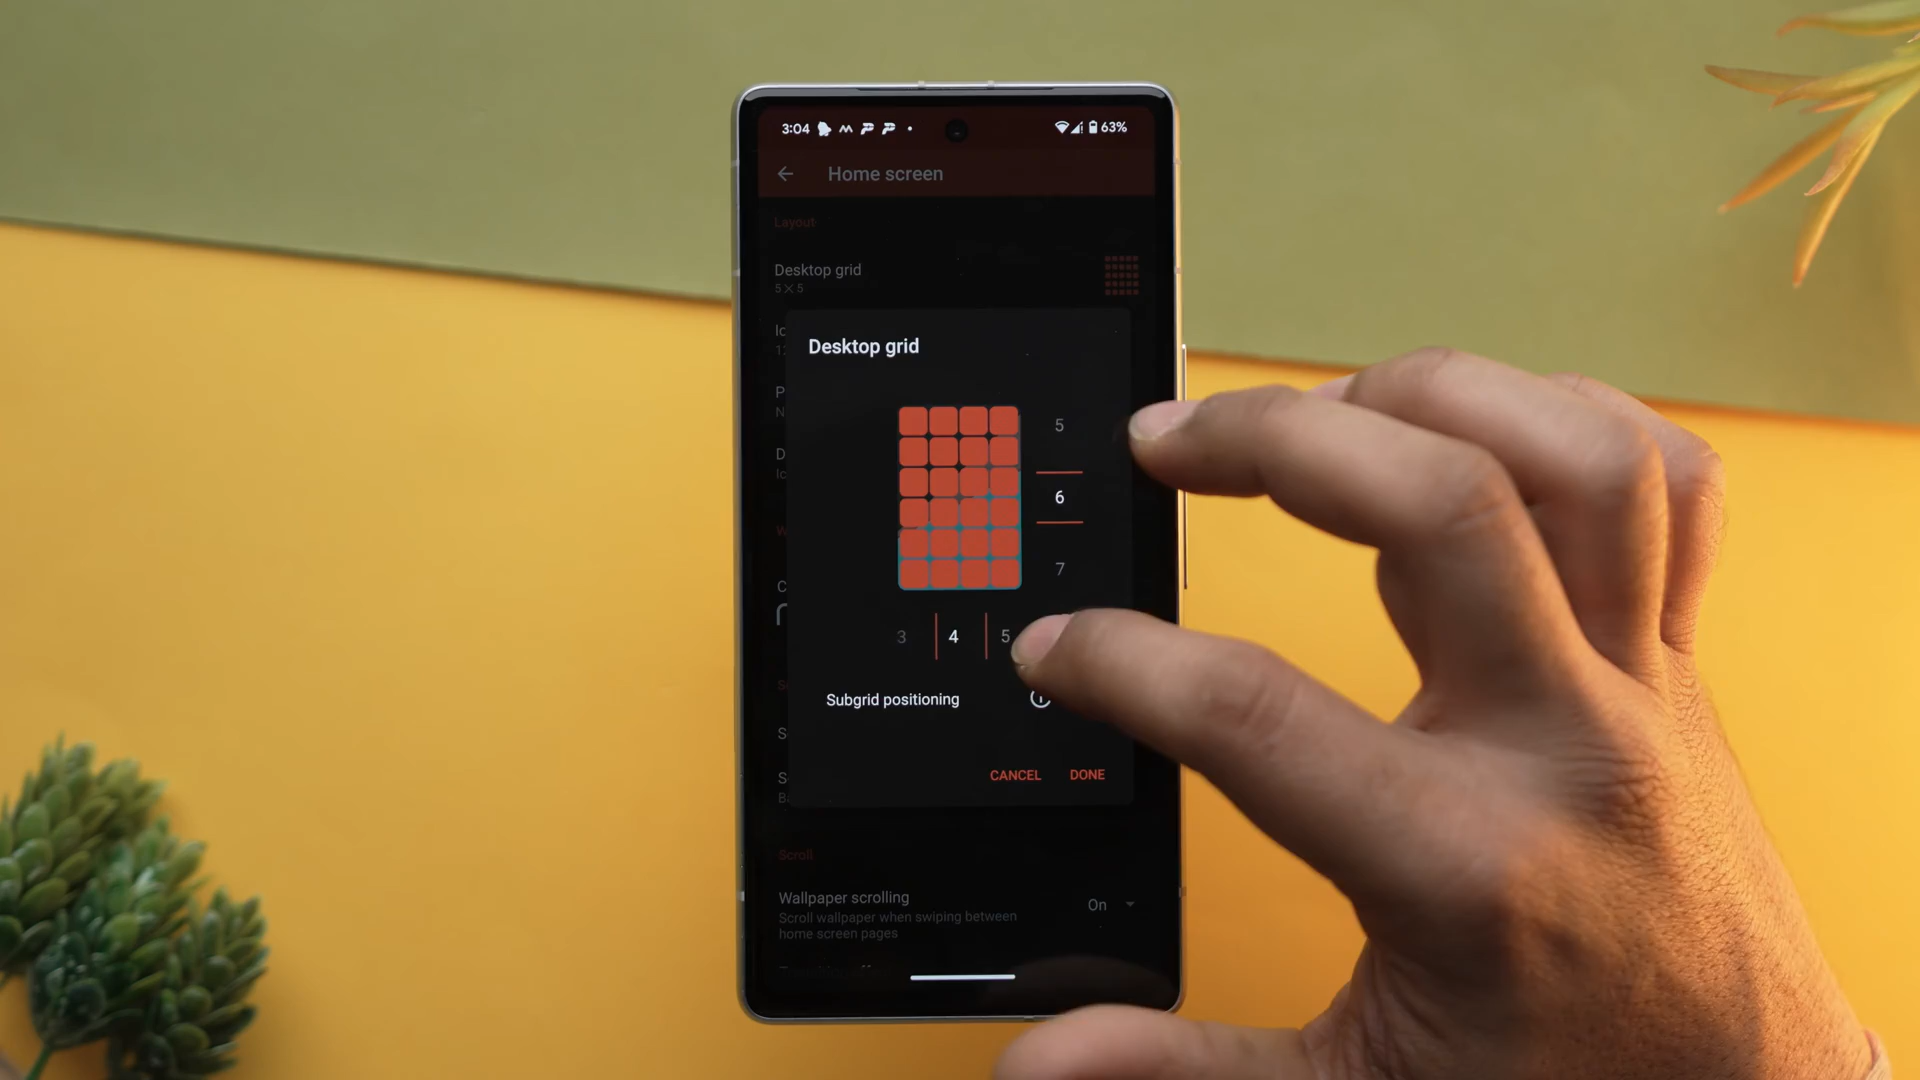 3:04 63%
Home screen
Layout
Desktop grid
5 X 5
Desktop grid
5
6
7
3 4 5
Subgrid positioning
CANCEL DONE
Scroll
Wallpaper scrolling
On
Scroll wallpaper when swiping between
home screen pages